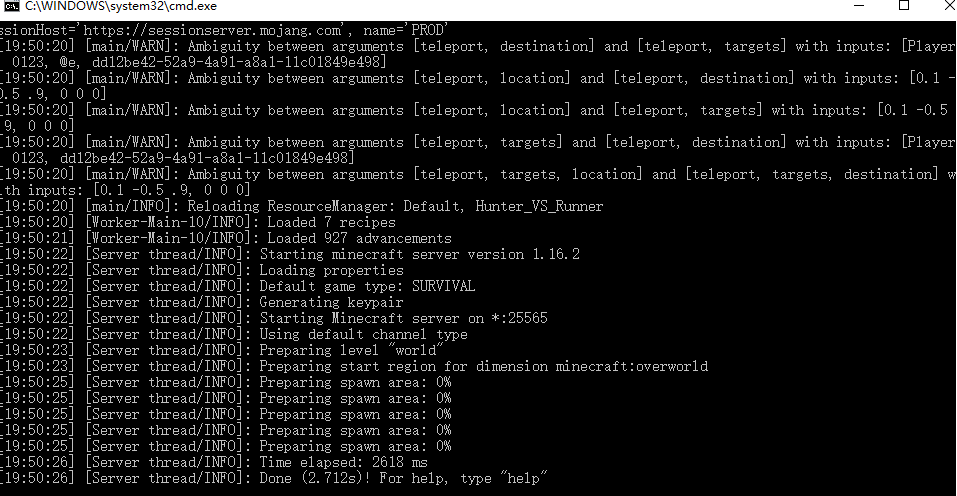 C:\WINDOWS\system32\cmd.exe
ssionHost='https://sessionserver.mojang.com', name='PROD'
[19:50:20] [main/WARN]: Ambiguity between arguments [teleport, destination] and [teleport, targets] with inputs: [Player
_0123, @e, dd12be42-52a9-4a91-a8a1-11c01849e498]
[19:50:20] [main/WARN]: Ambiguity between arguments [teleport, location] and [teleport, destination] with inputs: [0.1 -
0.5 .9, 0 0 0]
[19:50:20] [main/WARN]: Ambiguity between arguments [teleport, location] and [teleport, targets] with inputs: [0.1 -0.5
.9, 0 0 0]
[19:50:20] [main/WARN]: Ambiguity between arguments [teleport, targets] and [teleport, destination] with inputs: [Player
_0123, dd12be42-52a9-4a91-a8a1-11c01849e498]
[19:50:20] [main/WARN]: Ambiguity between arguments [teleport, targets, location] and [teleport, targets, destination] w
ith inputs: [0.1 -0.5 .9, 0 0 0]
[19:50:20] [main/INFO]: Reloading ResourceManager: Default, Hunter_VS_Runner
[19:50:20] [Worker-Main-10/INFO]: Loaded 7 recipes
[19:50:21] [Worker-Main-10/INFO]: Loaded 927 advancements
[19:50:22] [Server thread/INFO]: Starting minecraft server version 1.16.2
[19:50:22] [Server thread/INFO]: Loading properties
[19:50:22] [Server thread/INFO]: Default game type: SURVIVAL
[19:50:22] [Server thread/INFO]: Generating keypair
[19:50:22] [Server thread/INFO]: Starting Minecraft server on *:25565
[19:50:22] [Server thread/INFO]: Using default channel type
[19:50:23] [Server thread/INFO]: Preparing level "world"
[19:50:23] [Server thread/INFO]: Preparing start region for dimension minecraft:overworld
[19:50:25] [Server thread/INFO]: Preparing spawn area: 0%
[19:50:25] [Server thread/INFO]: Preparing spawn area: 0%
[19:50:25] [Server thread/INFO]: Preparing spawn area: 0%
[19:50:25] [Server thread/INFO]: Preparing spawn area: 0%
[19:50:25] [Server thread/INFO]: Preparing spawn area: 0%
[19:50:26] [Server thread/INFO]: Time elapsed: 2618 ms
[19:50:26] [Server thread/INFO]: Done (2.712s)! For help, type "help"